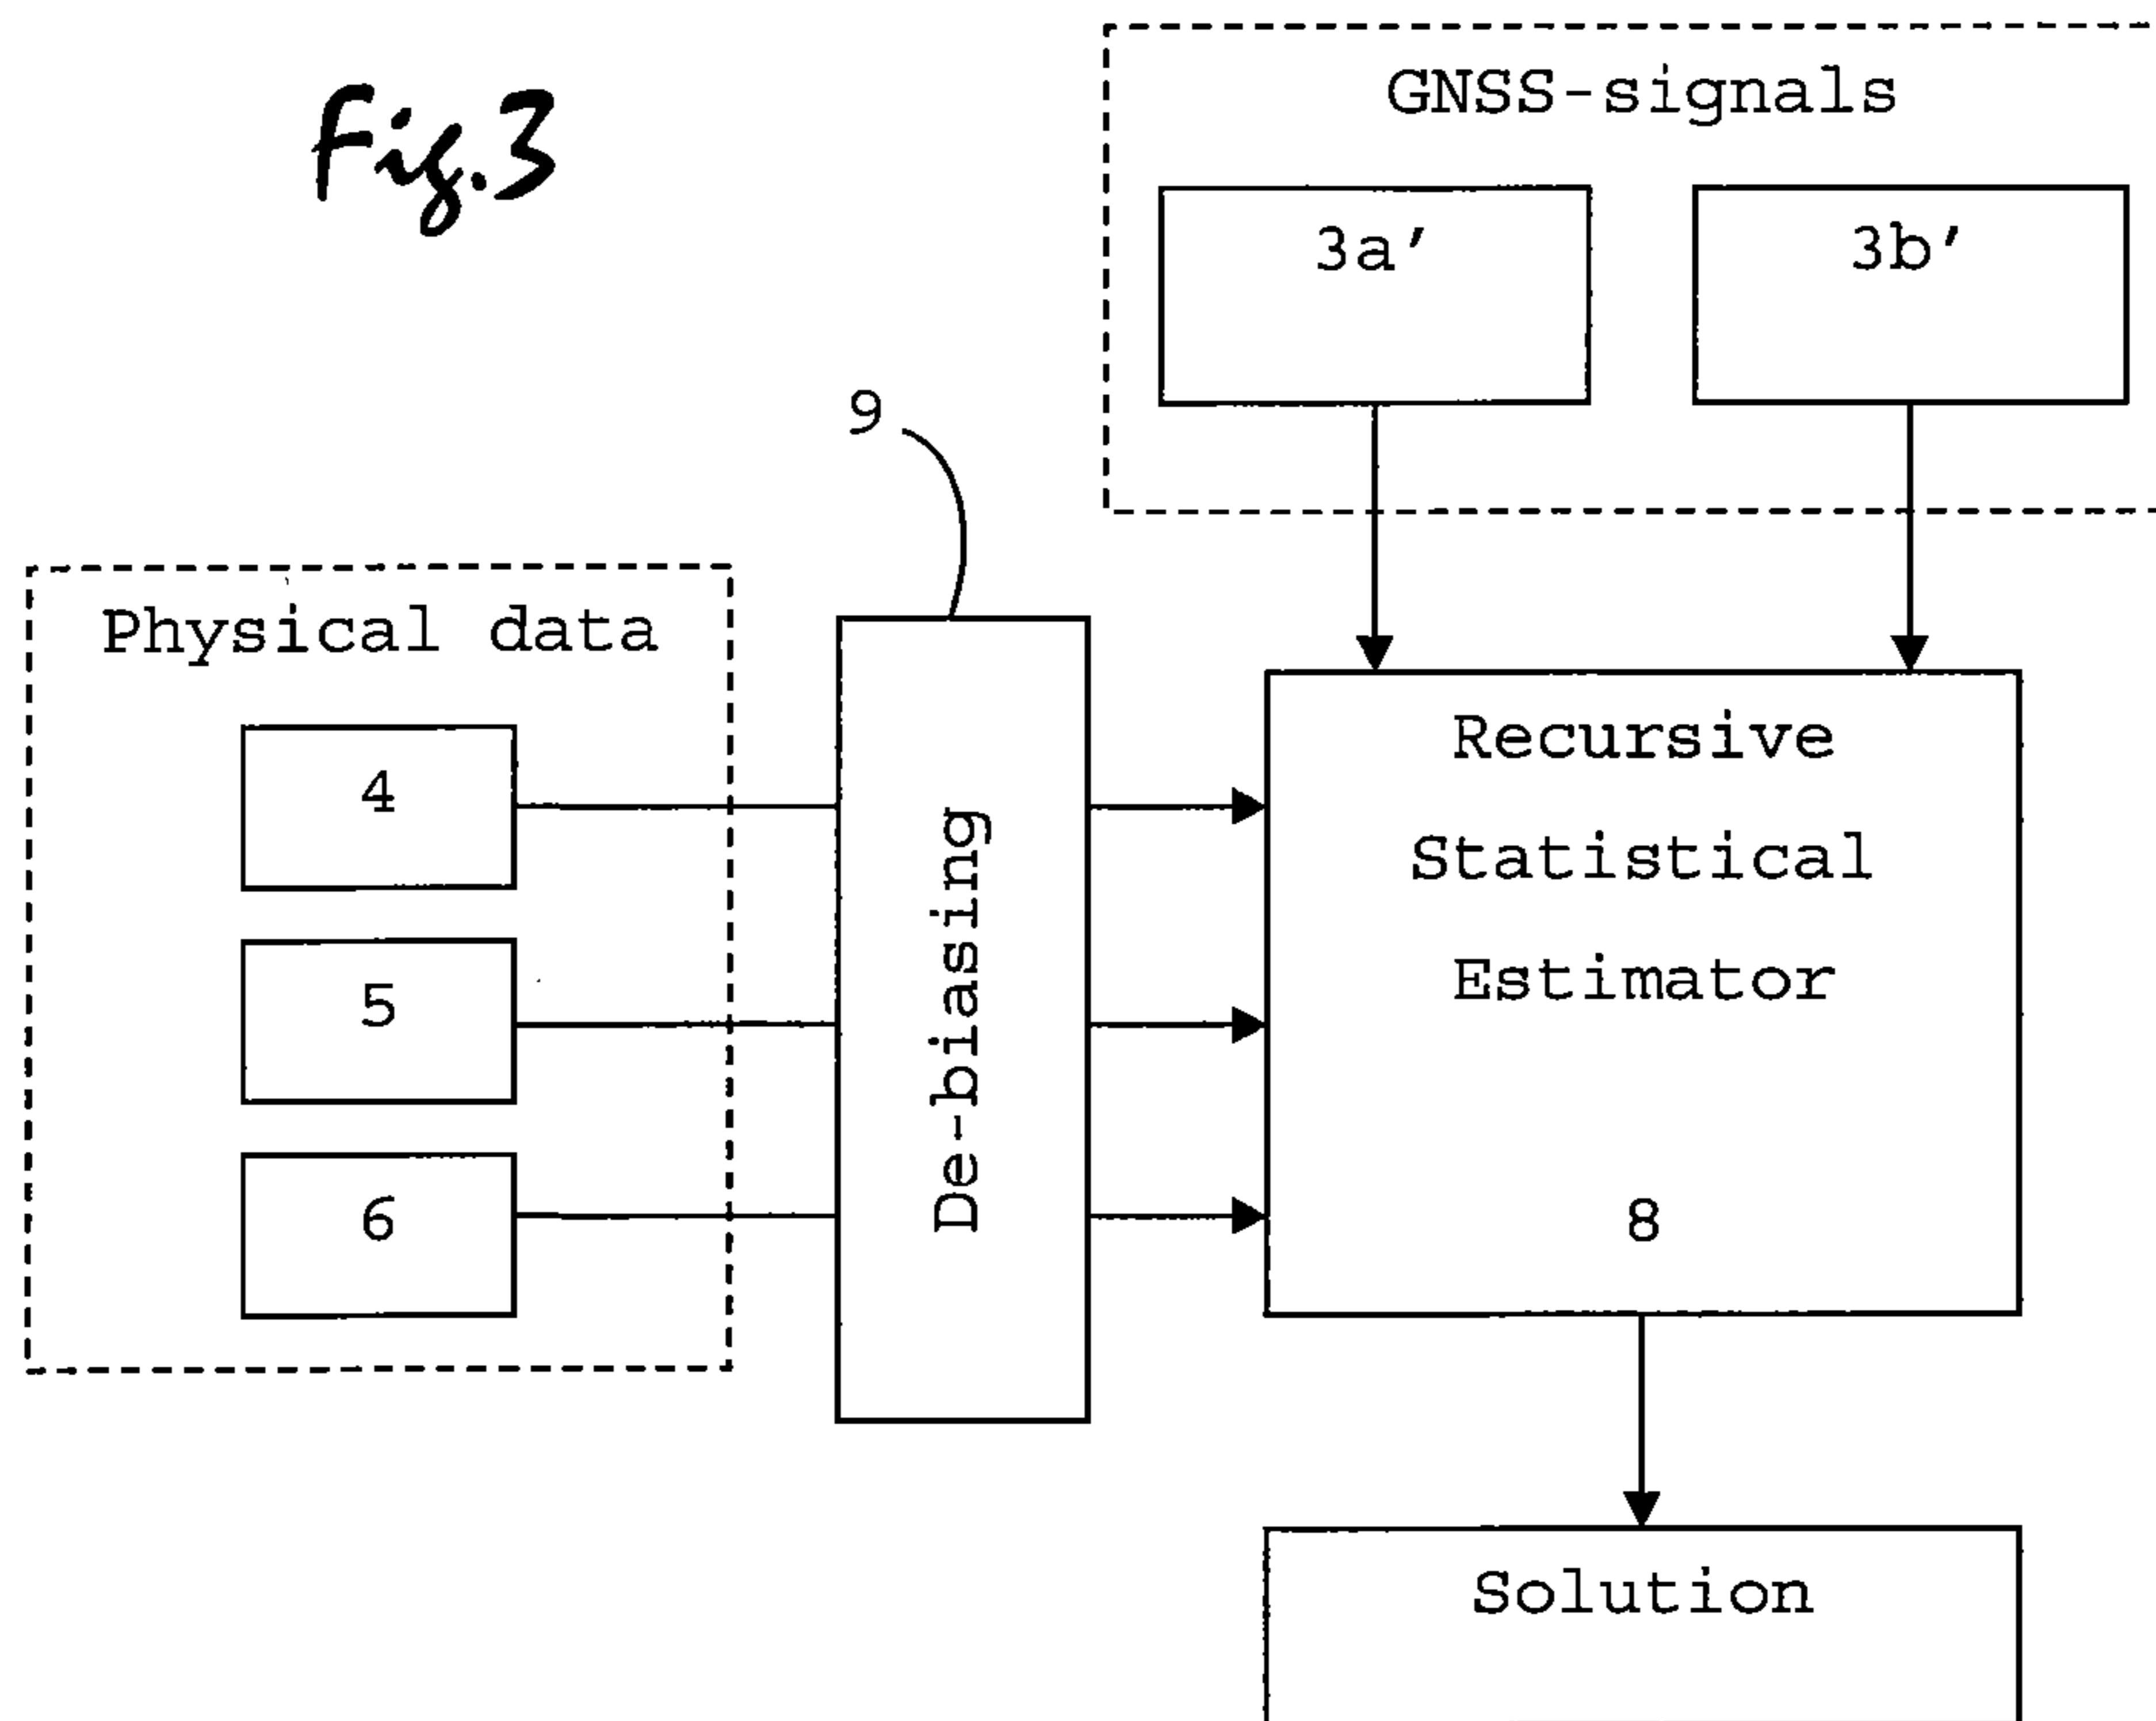 Fig.3
GNSS-signals
3a'
3b'
9
Physical data
4
5
6
De-biasing
Recursive
Statistical
Estimator
8
Solution